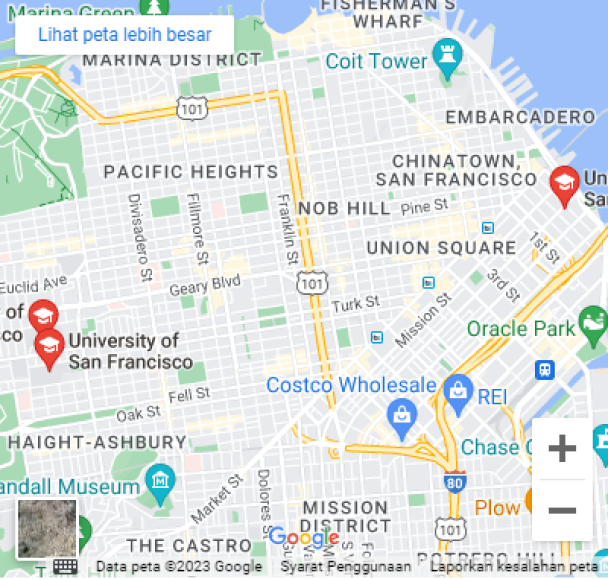 Marina Green
Lihat peta lebih besar
FISHERMAN'S
WHARF
MARINA DISTRICT
Coit Tower
101
EMBARCADERO
CHINATOWN,
SAN FRANCISCO
PACIFIC HEIGHTS
Un
Sa
Pine St
NOB HILL
Divisadero St
Fillmore St
Franklin St
UNION SQUARE
1st St
3rd St
Euclid Ave
Geary Blvd
101
Turk St
Mission St
y of
sco
University of
San Francisco
Oracle Park
Costco Wholesale
REI
Fell St
Oak St
HAIGHT-ASHBURY
Chase C
80
andall Museum
Market St
Dolores St
MISSION
DISTRICT
Plow
101
THE CASTRO
Google
POTRERO HILL
Data peta ©2023 Google
Syarat Penggunaan
Laporkan kesalahan peta